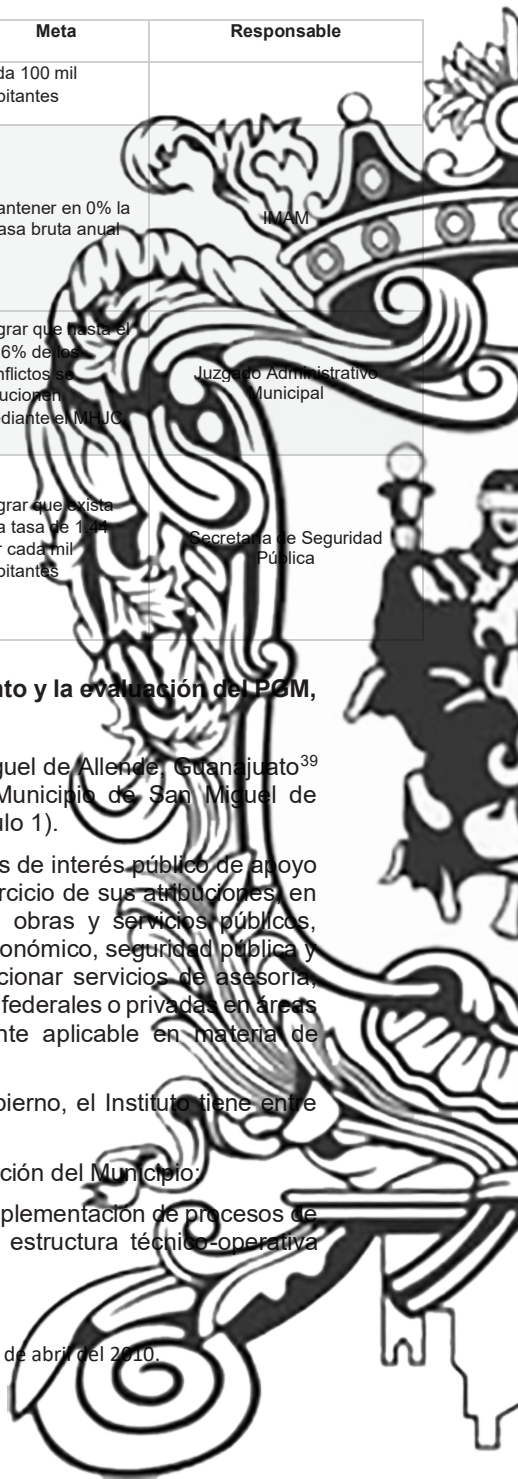 Meta Responsable
da 100 mil
bitantes
antener en 0% la
asa bruta anual
IMAM
grar que hasta el
6% de los
nflictos se
ucionen
ediante el MHJC
Juzgado Administrativo
Municipal
grar que exista
a tasa de 1.44
r cada mil
bitantes
Secretaria de Seguridad
Pública
nto y la evaluación del PGM,
guel de Allende, Guanajuato39
Municipio de San Miguel de
ulo 1).
s de interés público de apoyo
rcicio de sus atribuciones, en
obras y servicios públicos,
onómico, seguridad pública y
cionar servicios de asesoría,
federales o privadas en áreas
nte aplicable en materia de
bierno, el Instituto tiene entre
ción del Municipio;
plementación de procesos de
estructura técnico-operativa
de abril del 2010.